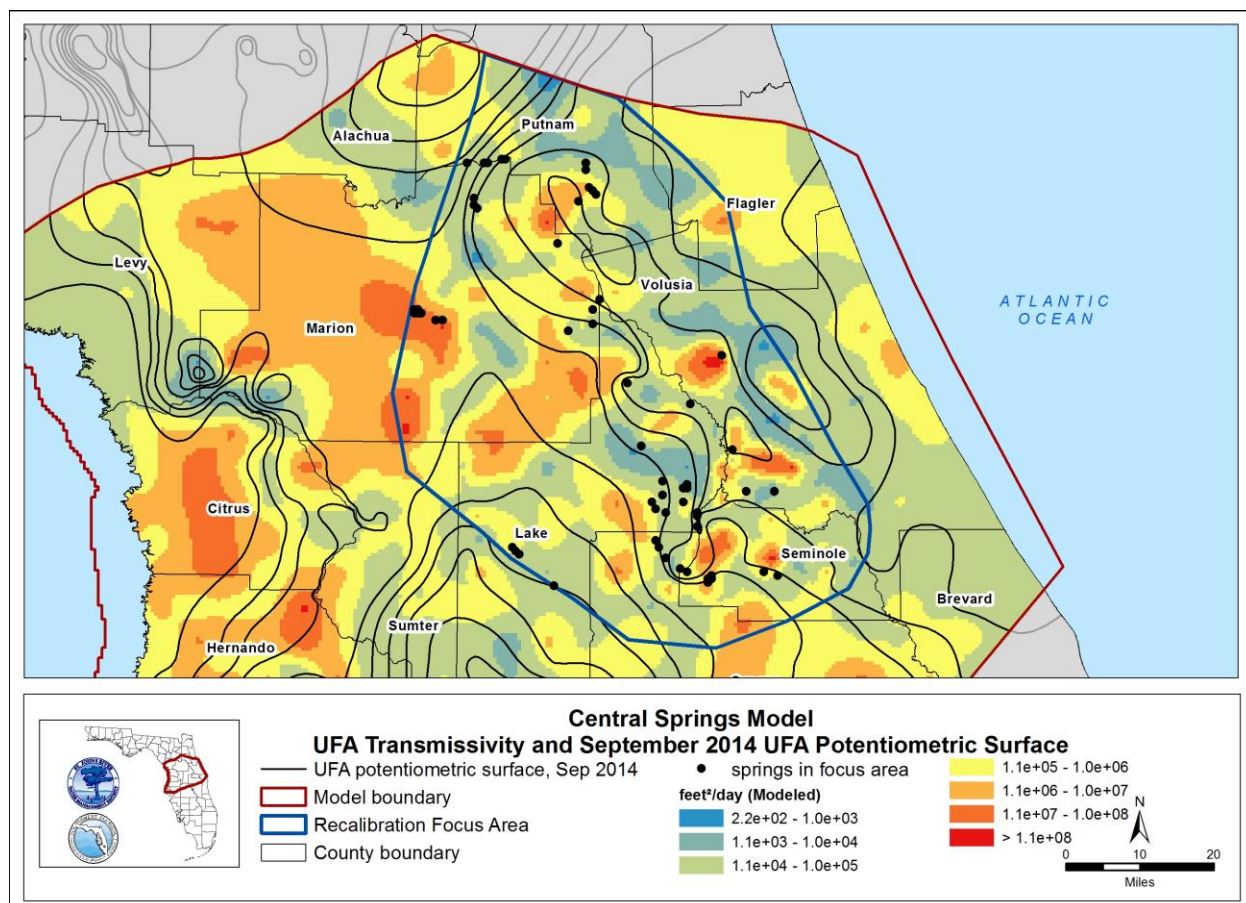 Alachua
Putnam
Flagler
Levy
Volusia
Marion
ATLANTIC
OCEAN
Citrus
Lake
Seminole
Brevard
Sumter
Hernando
Central Springs Model
UFA Transmissivity and September 2014 UFA Potentiometric Surface
UFA potentiometric surface, Sep 2014
Model boundary
Recalibration Focus Area
County boundary
springs in focus area
feet²/day (Modeled)
2.2e+02 - 1.0e+03
1.1e+03 - 1.0e+04
1.1e+04 - 1.0e+05
1.1e+05 - 1.0e+06
1.1e+06 - 1.0e+07
1.1e+07 - 1.0e+08
> 1.1e+08
N
0 10 20
Miles